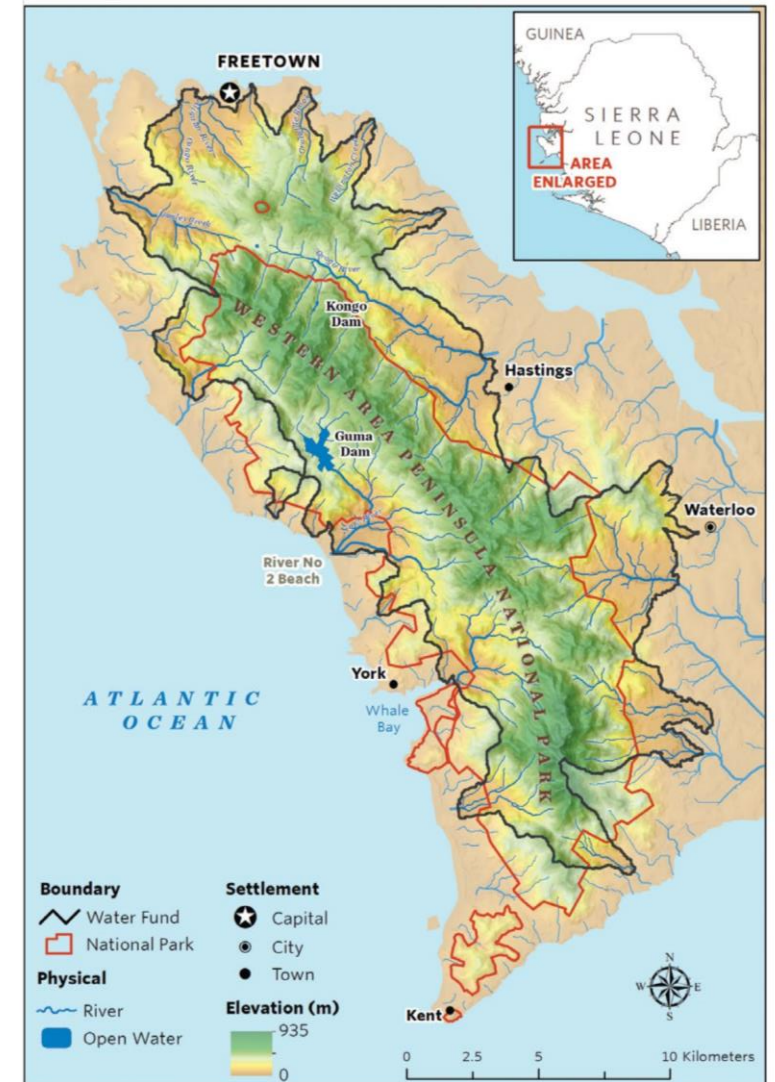 GUINEA
SIERRA
LEONE
AREA
ENLARGED
LIBERIA
FREETOWN
Kongo
Dam
Hastings
WESTERN AREA PENINSULA NATIONAL PARK
Guma
Dam
Waterloo
River No
2 Beach
York
Whale
Bay
ATLANTIC
OCEAN
Kent
Boundary
Water Fund
National Park
Physical
River
Open Water
Settlement
Capital
City
Town
Elevation (m)
935
0
N
W E
S
0 2.5 5 10 Kilometers